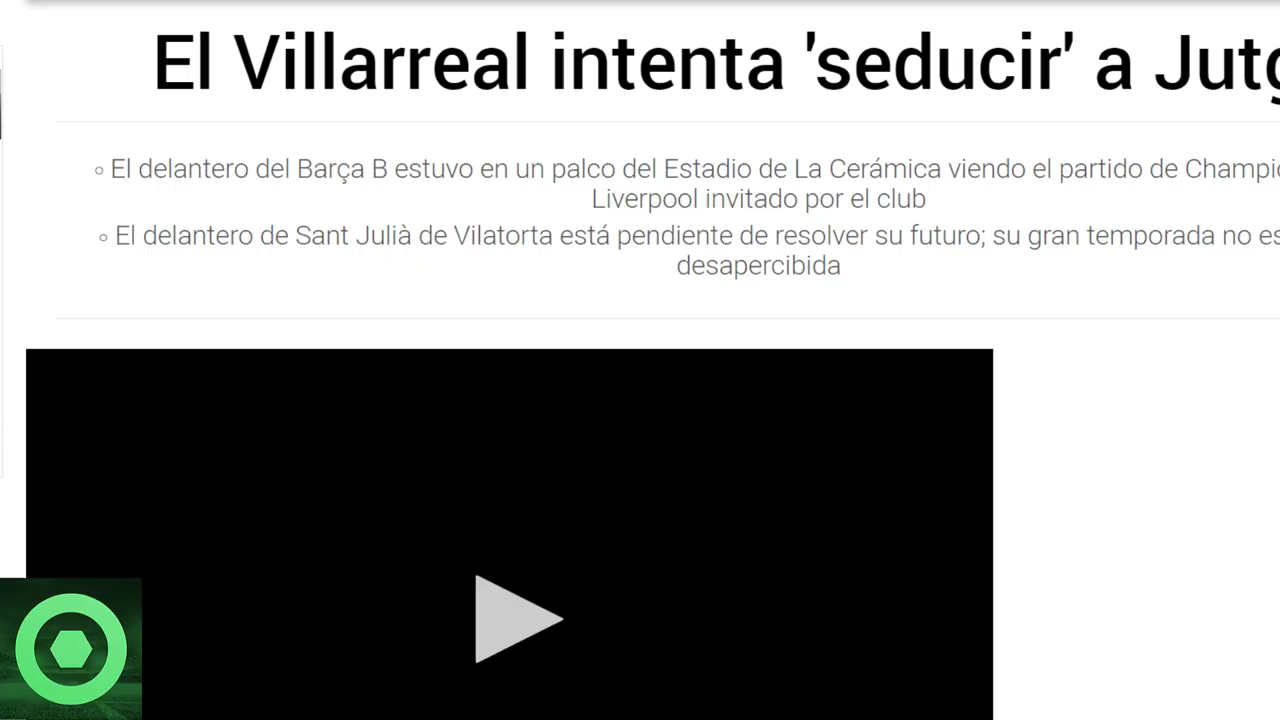 El Villarreal intenta 'seducir' a
El delantero del Barça B estuvo en un palco del Estadio de La Cerámica viendo el partido de
Liverpool invitado por el club
El delantero de Sant Julià de Vilatorta está pendiente de resolver su futuro; su gran temporada no
desapercibida